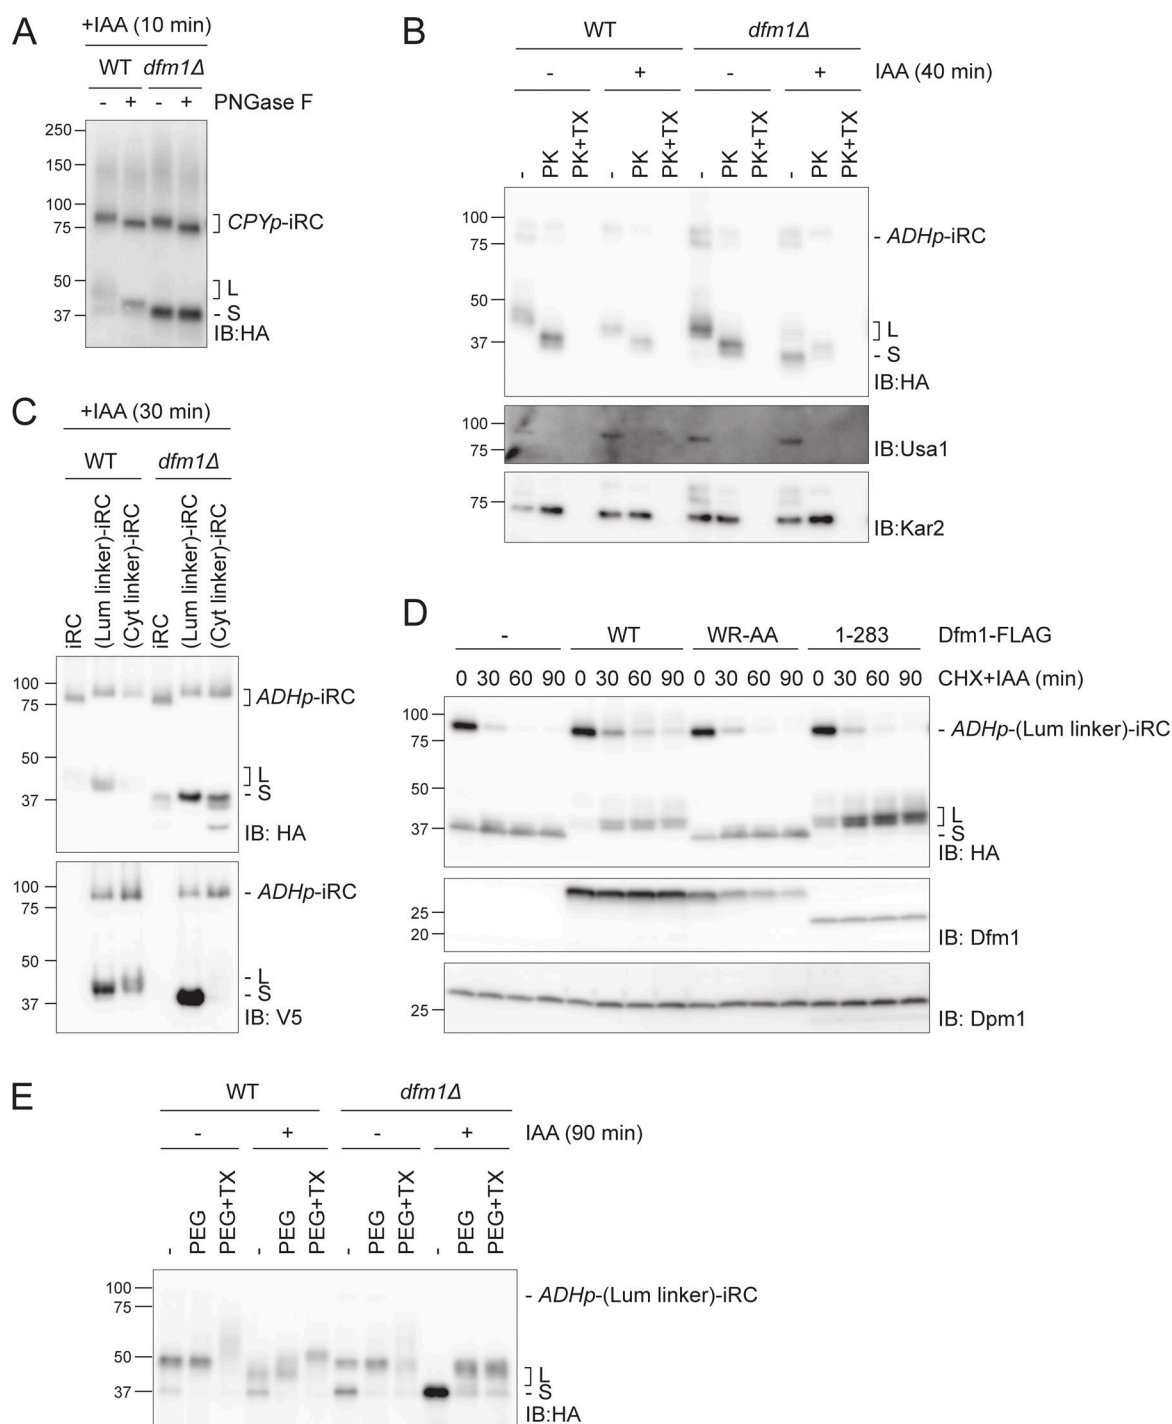 A
+IAA (10 min)
WT dfm1Δ
- + - + PNGase F
250
150
100
75
50
37
CPYp-iRC
L
- S
IB:HA
B
WT dfm1Δ
- + - + IAA (40 min)
- PK PK+TX - PK PK+TX - PK PK+TX - PK PK+TX
100
75
50
37
- ADHp-iRC
L
- S
IB:HA
100
75
IB:Usa1
75
IB:Kar2
C
+IAA (30 min)
WT dfm1Δ
iRC (Lum linker)-iRC (Cyt linker)-iRC iRC (Lum linker)-iRC (Cyt linker)-iRC
100
75
50
37
ADHp-iRC
L
- S
IB: HA
100
75
50
37
- ADHp-iRC
- L
- S
IB: V5
D
- WT WR-AA 1-283 Dfm1-FLAG
0 30 60 90 0 30 60 90 0 30 60 90 0 30 60 90 CHX+IAA (min)
100
75
50
37
- ADHp-(Lum linker)-iRC
L
- S
IB: HA
25
20
IB: Dfm1
25
IB: Dpm1
E
WT dfm1Δ
- + - + IAA (90 min)
- PEG PEG+TX - PEG PEG+TX - PEG PEG+TX - PEG PEG+TX
100
75
50
37
- ADHp-(Lum linker)-iRC
L
- S
IB:HA